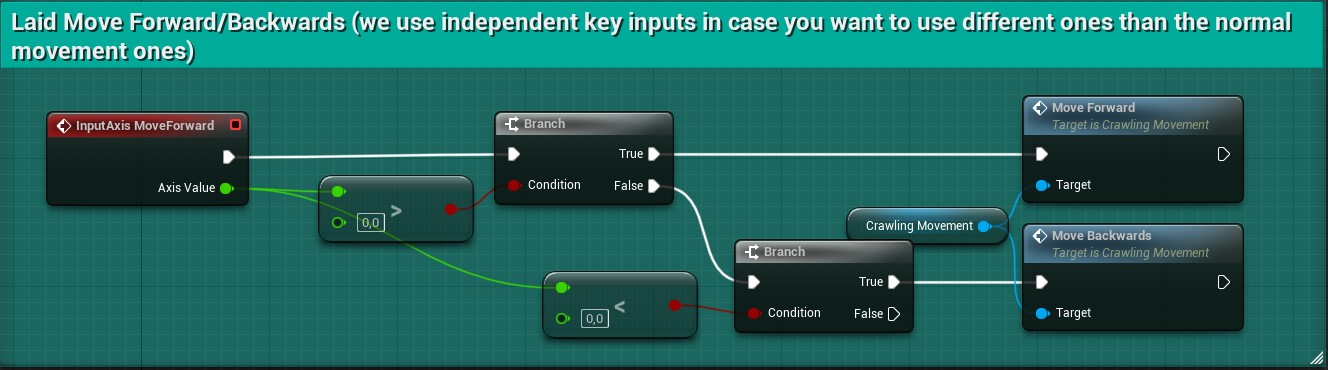 Laid Move Forward/Backwards (we use independent key inputs in case you want to use different ones than the normal
movement ones)
InputAxis MoveForward
Axis Value
>
0,0
Branch
True
Condition
False
<
0,0
Crawling Movement
Branch
True
Condition
False
Move Forward
Target is Crawling Movement
Target
Move Backwards
Target is Crawling Movement
Target